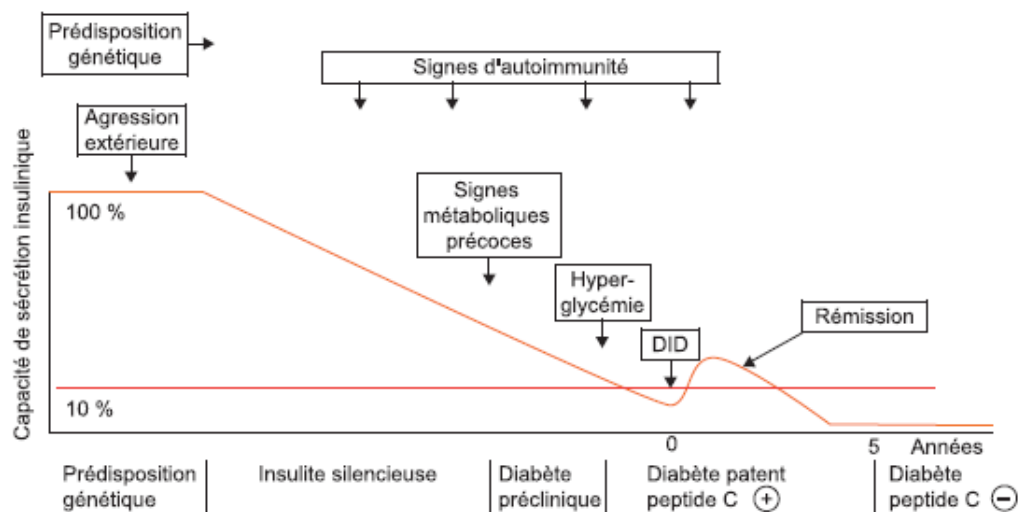 Prédisposition
génétique
Signes d'autoimmunité
Agression
extérieure
Capacité de sécrétion insulinique
100 %
Signes
métaboliques
précoces
Hyper-
glycémie
DID
Rémission
10 %
0
5
Années
Prédisposition
génétique
Insulite silencieuse
Diabète
préclinique
Diabète patent
peptide C +
Diabète
peptide C −